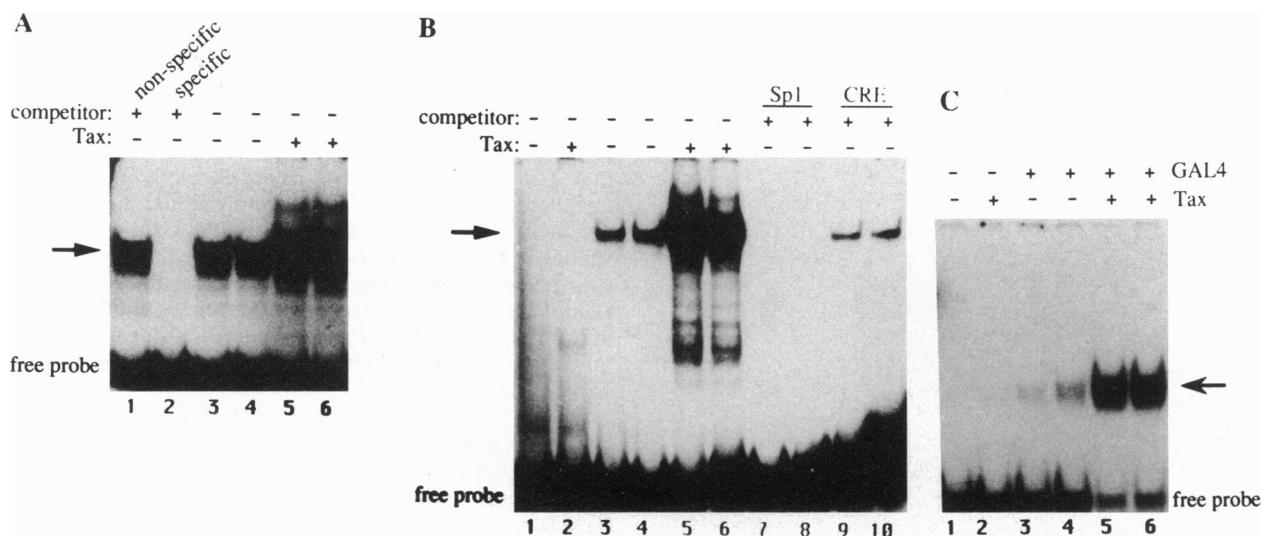 A
non-specific
specific
competitor: + + - - - -
Tax: - - - - + +
free probe
1 2 3 4 5 6
B
Sp1 CRE
competitor: - - - - - - + + + +
Tax: - + - - + + - - - -
free probe
1 2 3 4 5 6 7 8 9 10
C
- - + + + + GAL4
- + - - + + Tax
free probe
1 2 3 4 5 6